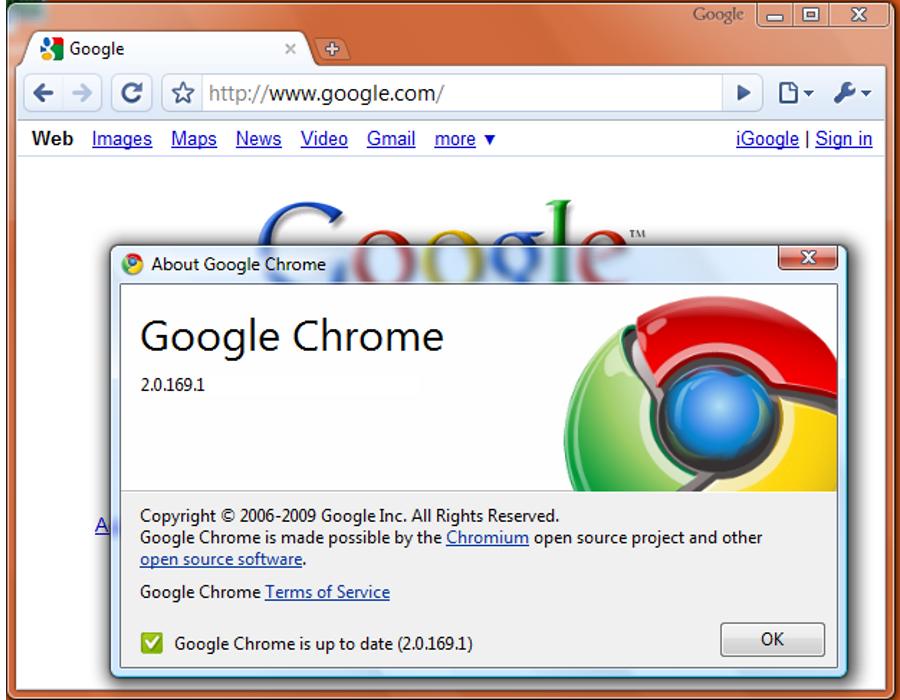 Google
Google
http://www.google.com/
Web Images Maps News Video Gmail more ▼ iGoogle | Sign in
Google™
About Google Chrome
Google Chrome
2.0.169.1
A
Copyright © 2006-2009 Google Inc. All Rights Reserved.
Google Chrome is made possible by the Chromium open source project and other
open source software.
Google Chrome Terms of Service
Google Chrome is up to date (2.0.169.1)
OK